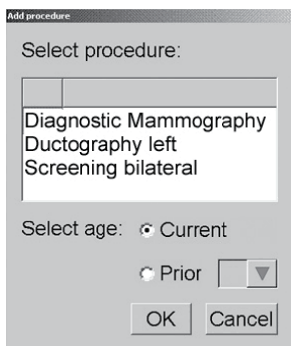 Add procedure
Select procedure:
Diagnostic Mammography
Ductography left
Screening bilateral
Select age: Current
Prior
OK Cancel